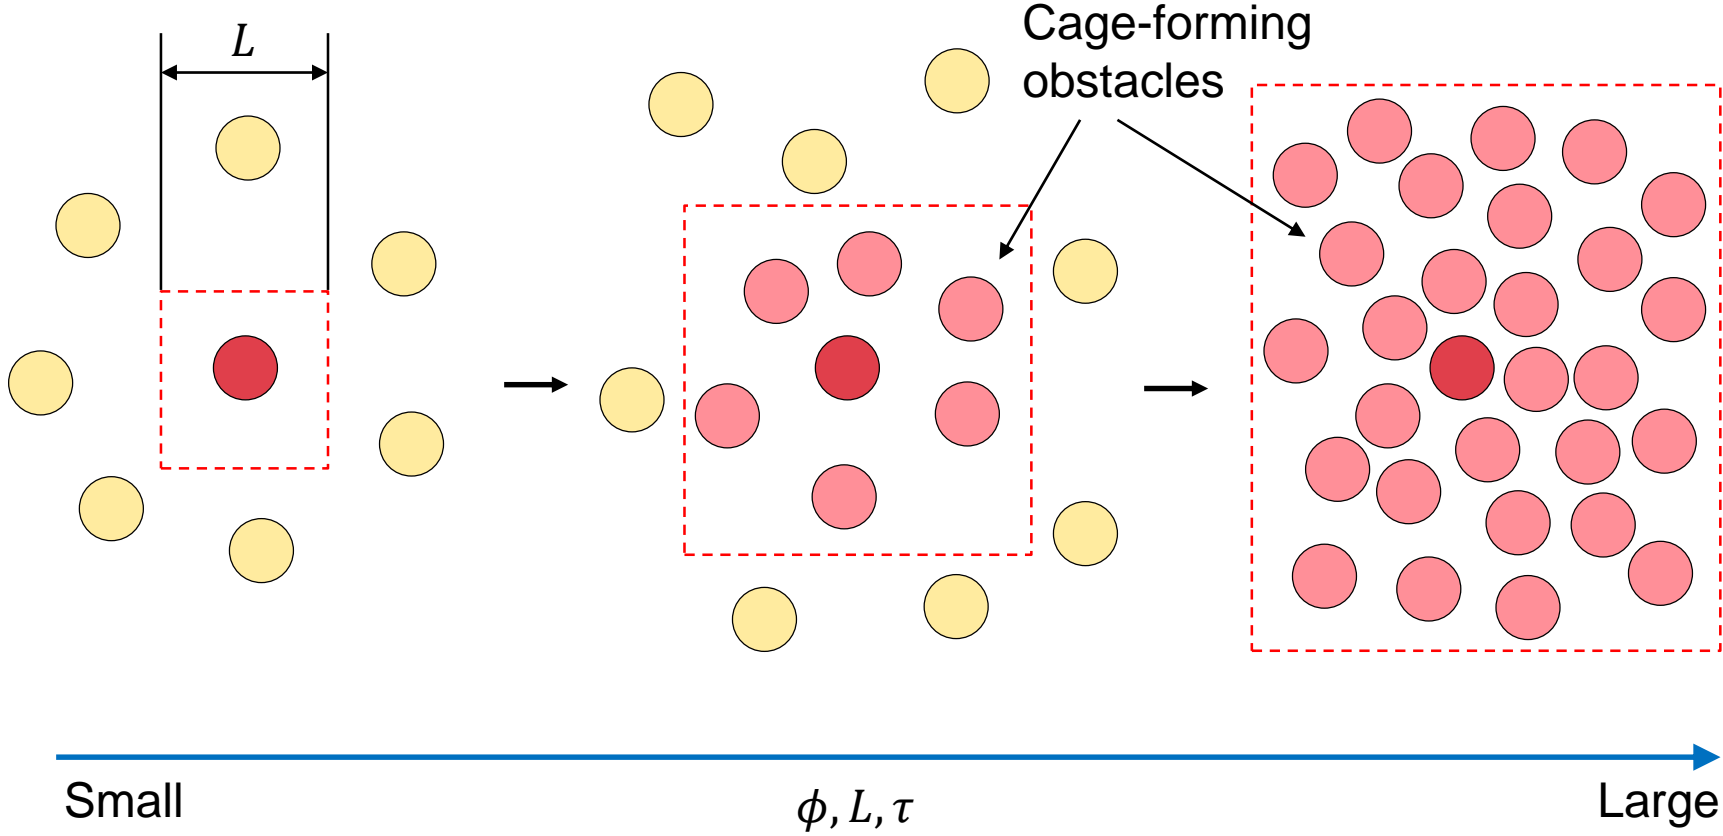 L
Cage-forming
obstacles
Small
ϕ, L, τ
Large